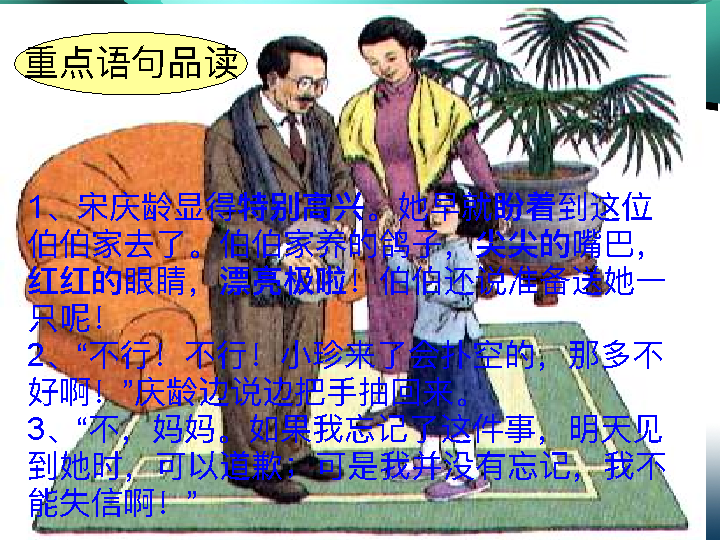 重点语句品读
1、宋庆龄显得特别高兴。她早就盼着到这位
伯伯家去了。伯伯家养的鸽子，尖尖的嘴巴，
红红的眼睛，漂亮极啦！伯伯还说准备送她一
只呢！
2、“不行！不行！小珍来了会扑空的，那多不
好啊！”庆龄边说边把手抽回来。
3、“不，妈妈。如果我忘记了这件事，明天见
到她时，可以道歉；可是我并没有忘记，我不
能失信啊！”